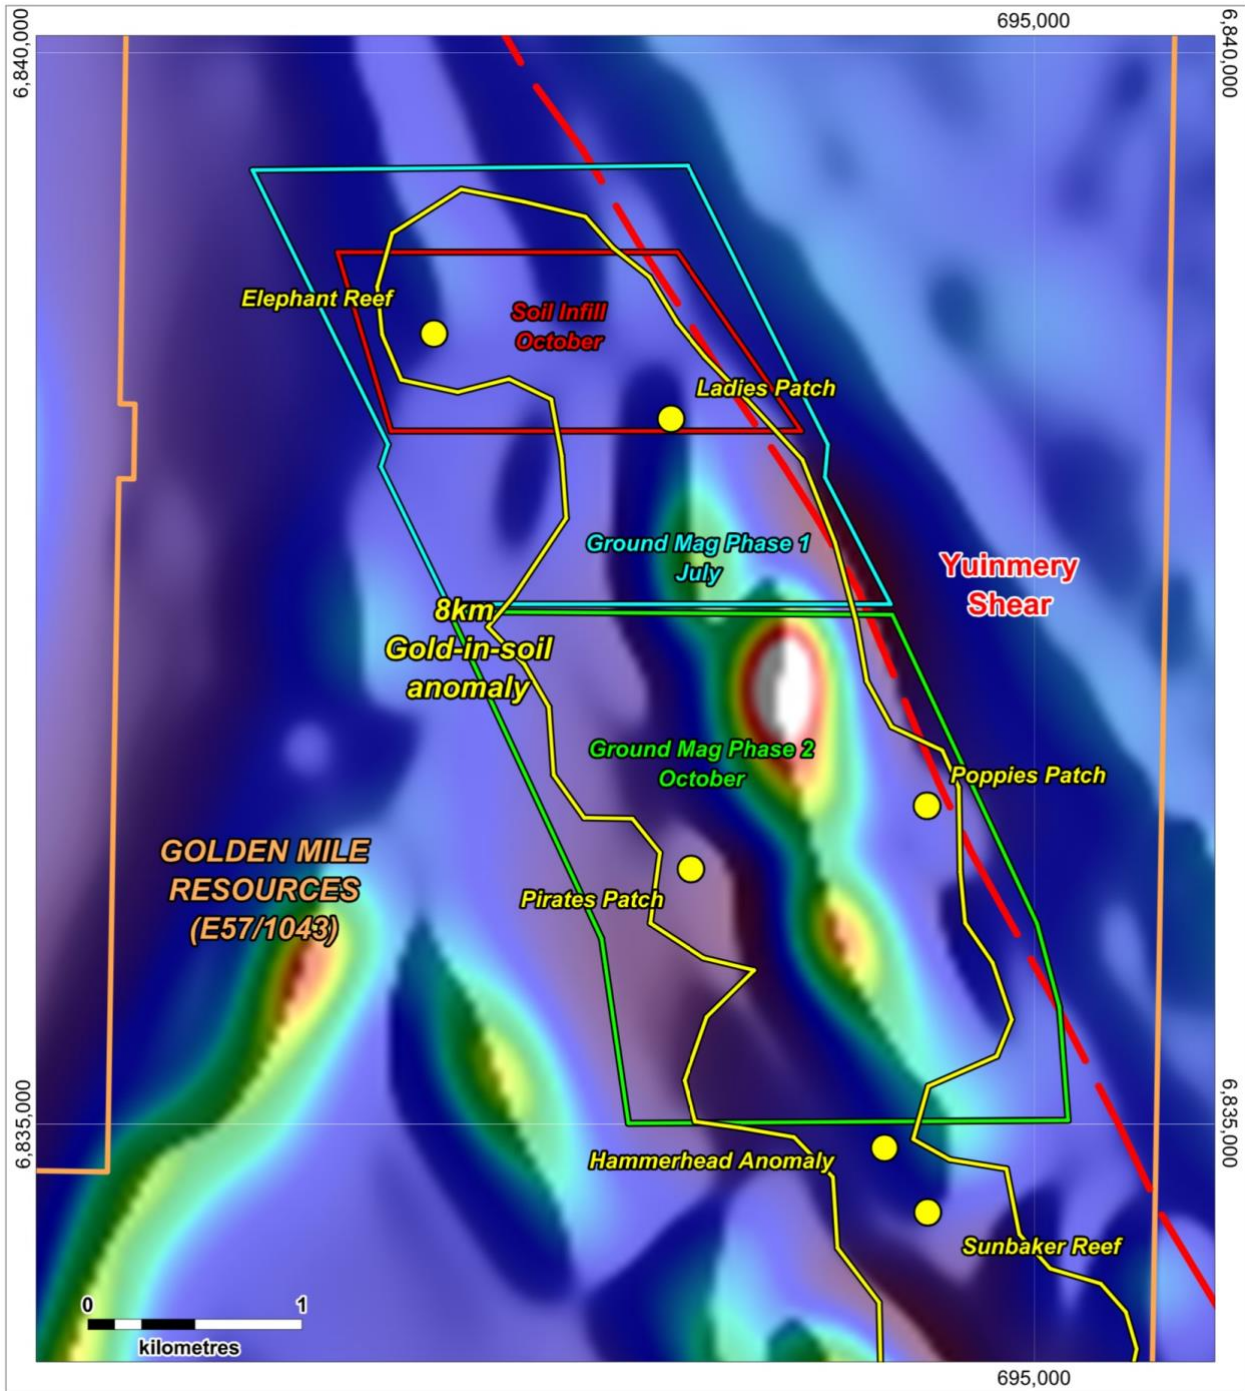 695,000
6,840,000
6,840,000
Elephant Reef
Soil Infill
October
Ladies Patch
Ground Mag Phase 1
July
Yuinmery
Shear
8km
Gold-in-soil
anomaly
Ground Mag Phase 2
October
Poppies Patch
GOLDEN MILE
RESOURCES
(E57/1043)
Pirates Patch
6,835,000
6,835,000
Hammerhead Anomaly
Sunbaker Reef
0 1
kilometres
695,000